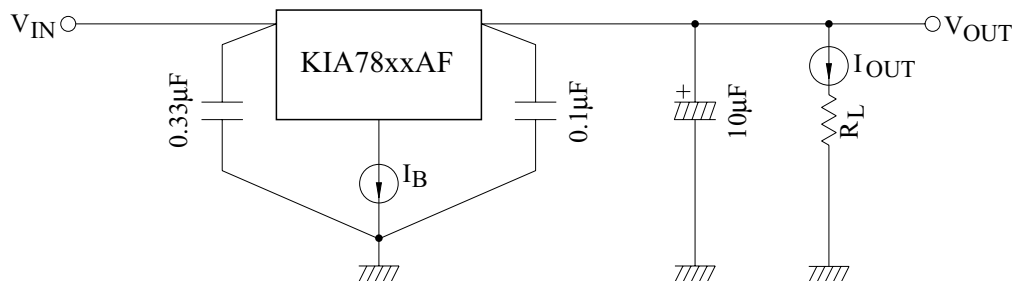 VIN
KIA78xxAF
VOUT
0.33μF
IB
0.1μF
+
10μF
IOUT
RL